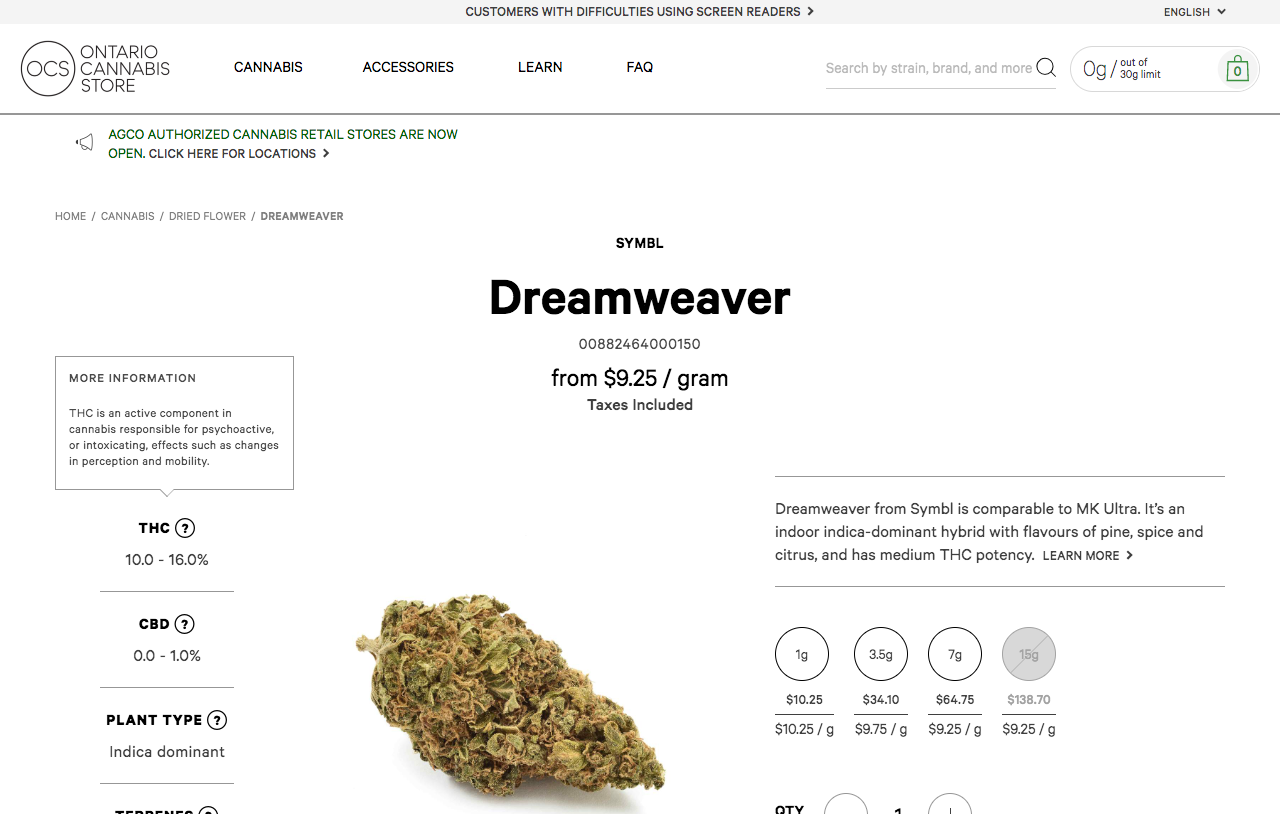 CUSTOMERS WITH DIFFICULTIES USING SCREEN READERS
ENGLISH
OCS
ONTARIO
CANNABIS
STORE
CANNABIS
ACCESSORIES
LEARN
FAQ
Search by strain, brand, and more
0g / out of
30g limit
0
AGCO AUTHORIZED CANNABIS RETAIL STORES ARE NOW
OPEN. CLICK HERE FOR LOCATIONS
HOME / CANNABIS / DRIED FLOWER / DREAMWEAVER
SYMBL
Dreamweaver
00882464000150
from $9.25 / gram
Taxes Included
MORE INFORMATION
THC is an active component in
cannabis responsible for psychoactive,
or intoxicating, effects such as changes
in perception and mobility.
THC ?
10.0 - 16.0%
CBD ?
0.0 - 1.0%
PLANT TYPE ?
Indica dominant
TERPENES ?
Dreamweaver from Symbl is comparable to MK Ultra. It’s an
indoor indica-dominant hybrid with flavours of pine, spice and
citrus, and has medium THC potency. LEARN MORE
1g 3.5g 7g 15g
$10.25 $34.10 $64.75 $138.70
$10.25 / g $9.75 / g $9.25 / g $9.25 / g
QTY 1